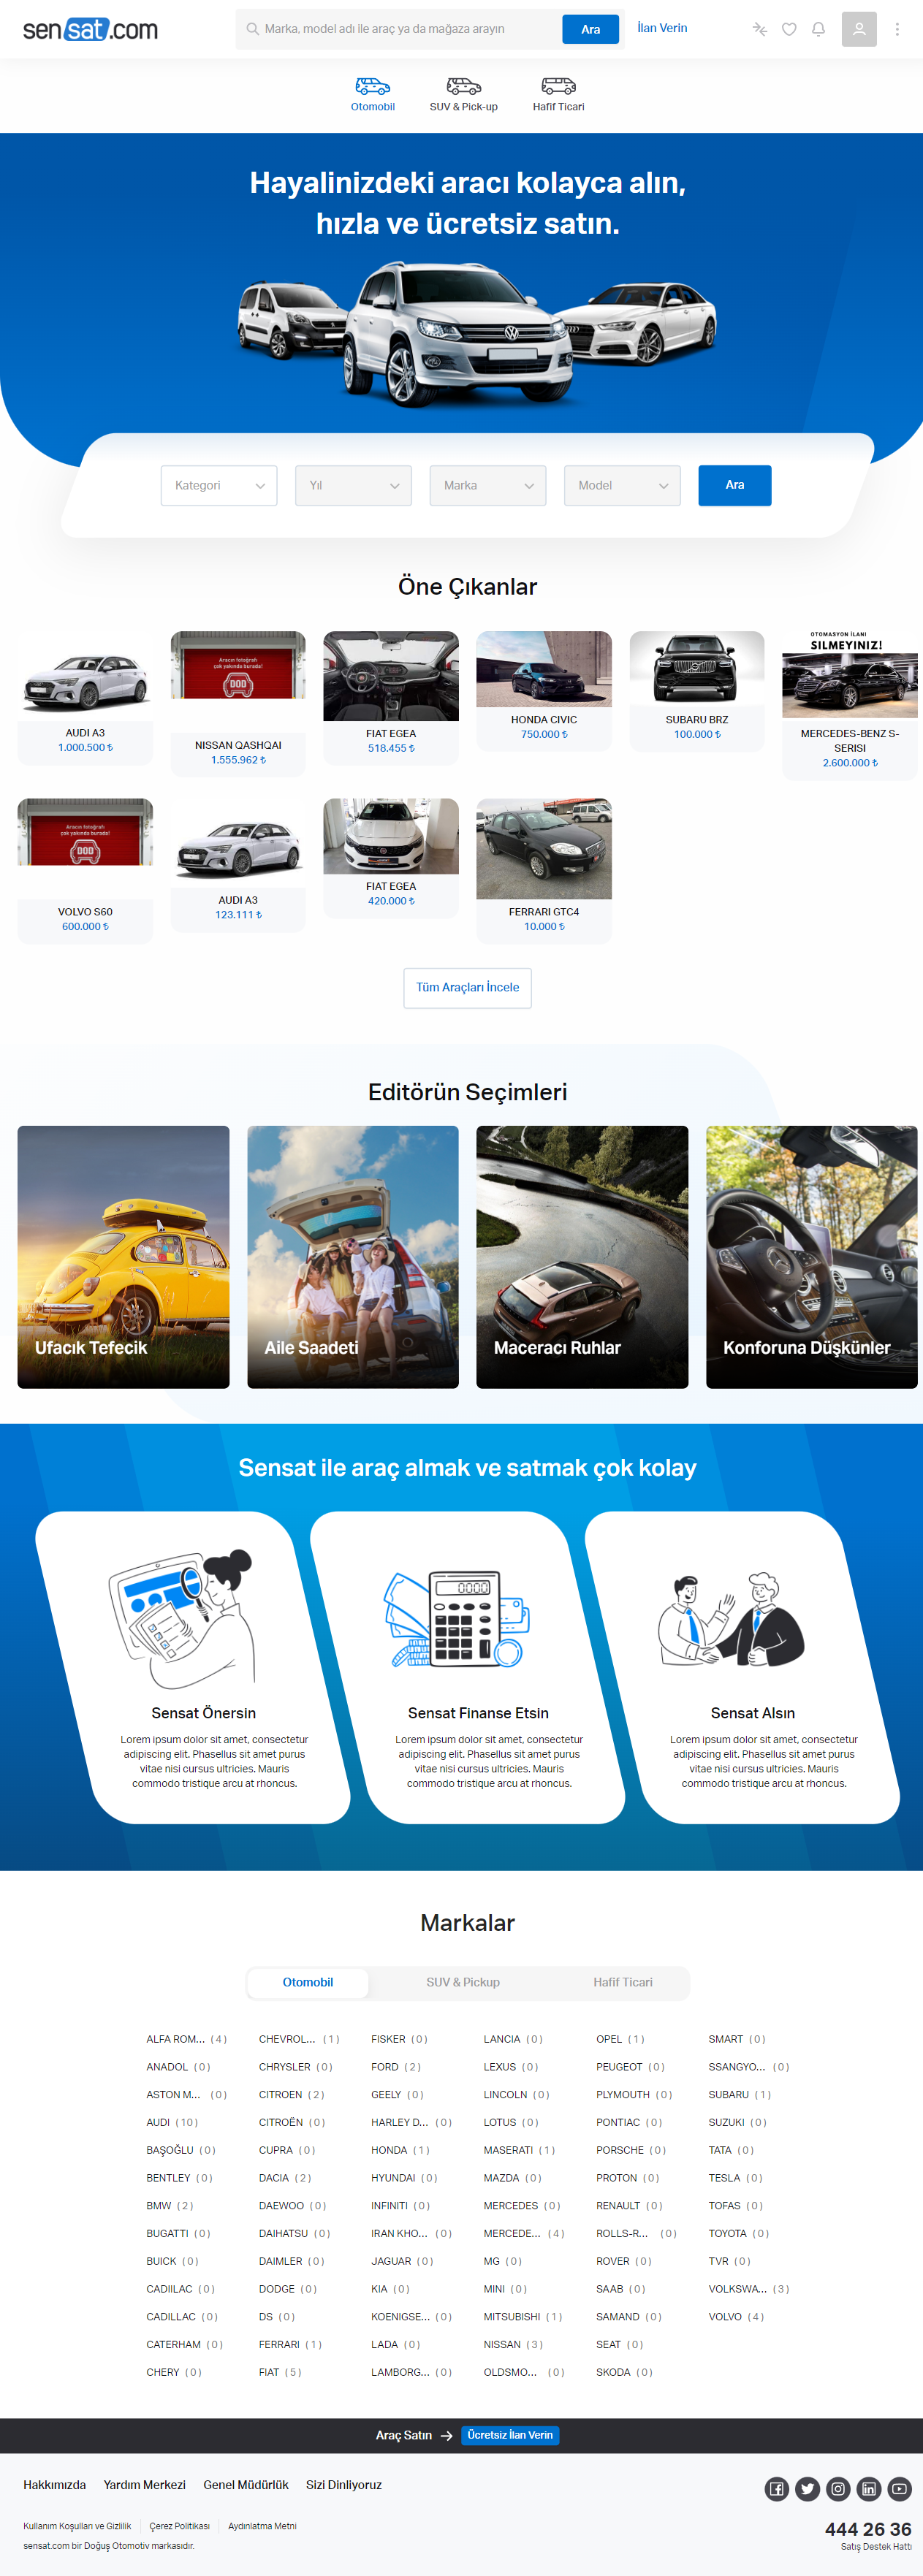 sensat.com
Marka, model adı ile araç ya da mağaza arayın
Ara
İlan Verin
Otomobil
SUV & Pick-up
Hafif Ticari
Hayalinizdeki aracı kolayca alın,
hızla ve ücretsiz satın.
Kategori
Yıl
Marka
Model
Ara
Öne Çıkanlar
OTOMASYON İLANI
SİLMEYINIZ!
Aracın fotoğrafı
çok yakında burada!
DOD
AUDI A3
1.000.500 ₺
NISSAN QASHQAI
1.555.962 ₺
FIAT EGEA
518.455 ₺
HONDA CIVIC
750.000 ₺
SUBARU BRZ
100.000 ₺
MERCEDES-BENZ S-
SERISI
2.600.000 ₺
Aracın fotoğrafı
çok yakında burada!
DOD
VOLVO S60
600.000 ₺
AUDI A3
123.111 ₺
FIAT EGEA
420.000 ₺
FERRARI GTC4
10.000 ₺
Tüm Araçları İncele
Editörün Seçimleri
Ufacık Tefecik
Aile Saadeti
Maceracı Ruhlar
Konforuna Düşkünler
Sensat ile araç almak ve satmak çok kolay
0000
Sensat Önersin
Lorem ipsum dolor sit amet, consectetur
adipiscing elit. Phasellus sit amet purus
vitae nisi cursus ultricies. Mauris
commodo tristique arcu at rhoncus.
Sensat Finanse Etsin
Lorem ipsum dolor sit amet, consectetur
adipiscing elit. Phasellus sit amet purus
vitae nisi cursus ultricies. Mauris
commodo tristique arcu at rhoncus.
Sensat Alsın
Lorem ipsum dolor sit amet, consectetur
adipiscing elit. Phasellus sit amet purus
vitae nisi cursus ultricies. Mauris
commodo tristique arcu at rhoncus.
Markalar
Otomobil
SUV & Pickup
Hafif Ticari
ALFA ROM... (4) CHEVROL... (1) FISKER (0) LANCIA (0) OPEL (1) SMART (0)
ANADOL (0) CHRYSLER (0) FORD (2) LEXUS (0) PEUGEOT (0) SSANGYO... (0)
ASTON M... (0) CITROEN (2) GEELY (0) LINCOLN (0) PLYMOUTH (0) SUBARU (1)
AUDI (10) CITROËN (0) HARLEY D... (0) LOTUS (0) PONTIAC (0) SUZUKI (0)
BAŞOĞLU (0) CUPRA (0) HONDA (1) MASERATI (1) PORSCHE (0) TATA (0)
BENTLEY (0) DACIA (2) HYUNDAI (0) MAZDA (0) PROTON (0) TESLA (0)
BMW (2) DAEWOO (0) INFINITI (0) MERCEDES (0) RENAULT (0) TOFAS (0)
BUGATTI (0) DAIHATSU (0) IRAN KHO... (0) MERCEDE... (4) ROLLS-R... (0) TOYOTA (0)
BUICK (0) DAIMLER (0) JAGUAR (0) MG (0) ROVER (0) TVR (0)
CADIILAC (0) DODGE (0) KIA (0) MINI (0) SAAB (0) VOLKSWA... (3)
CADILLAC (0) DS (0) KOENIGSE... (0) MITSUBISHI (1) SAMAND (0) VOLVO (4)
CATERHAM (0) FERRARI (1) LADA (0) NISSAN (3) SEAT (0)
CHERY (0) FIAT (5) LAMBORG... (0) OLDSMO... (0) SKODA (0)
Araç Satın → Ücretsiz İlan Verin
Hakkımızda
Yardım Merkezi
Genel Müdürlük
Sizi Dinliyoruz
Kullanım Koşulları ve Gizlilik
Çerez Politikası
Aydınlatma Metni
sensat.com bir Doğuş Otomotiv markasıdır.
444 26 36
Satış Destek Hattı